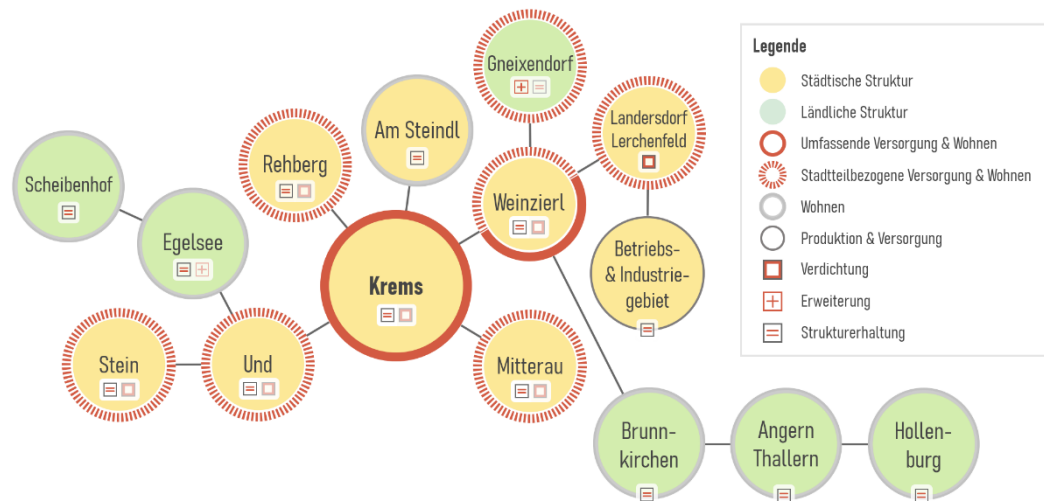 Gneixendorf
Am Steindl
Landersdorf
Lerchenfeld
Rehberg
Scheibenhof
Weinzierl
Egelsee
Betriebs-
& Industrie-
gebiet
Krems
Stein
Und
Mitterau
Brunn-
kirchen
Angern
Thallern
Hollen-
burg
Legende
Städtische Struktur
Ländliche Struktur
Umfassende Versorgung & Wohnen
Stadtteilbezogene Versorgung & Wohnen
Wohnen
Produktion & Versorgung
Verdichtung
Erweiterung
Strukturerhaltung